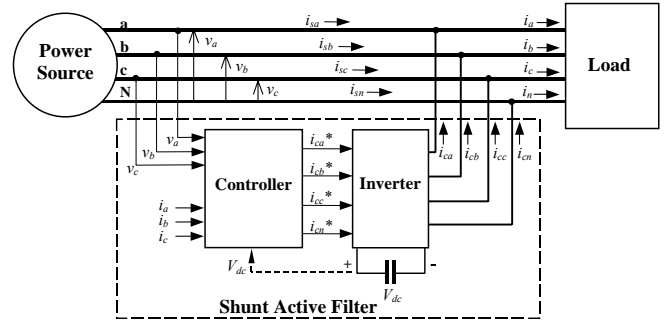 a
i_sa
i_a
Power
Source
v_a
b
i_sb
i_b
v_b
Load
c
i_sc
i_c
v_c
N
i_sn
i_n
v_a
v_b
v_c
i_ca*
i_cb*
i_cc*
i_cn*
Controller
Inverter
i_ca
i_cb
i_cc
i_cn
i_a
i_b
i_c
V_dc
+
-
V_dc
Shunt Active Filter